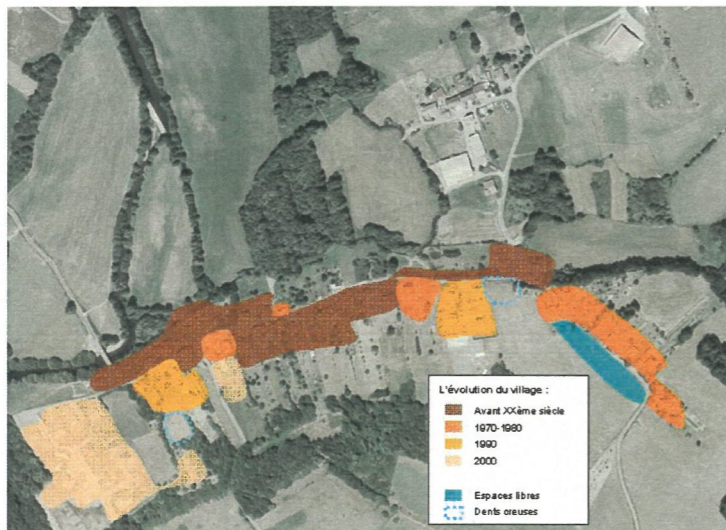 L'évolution du village :
Avant XXème siècle
1970-1980
1990
2000
Espaces libres
Dents creuses